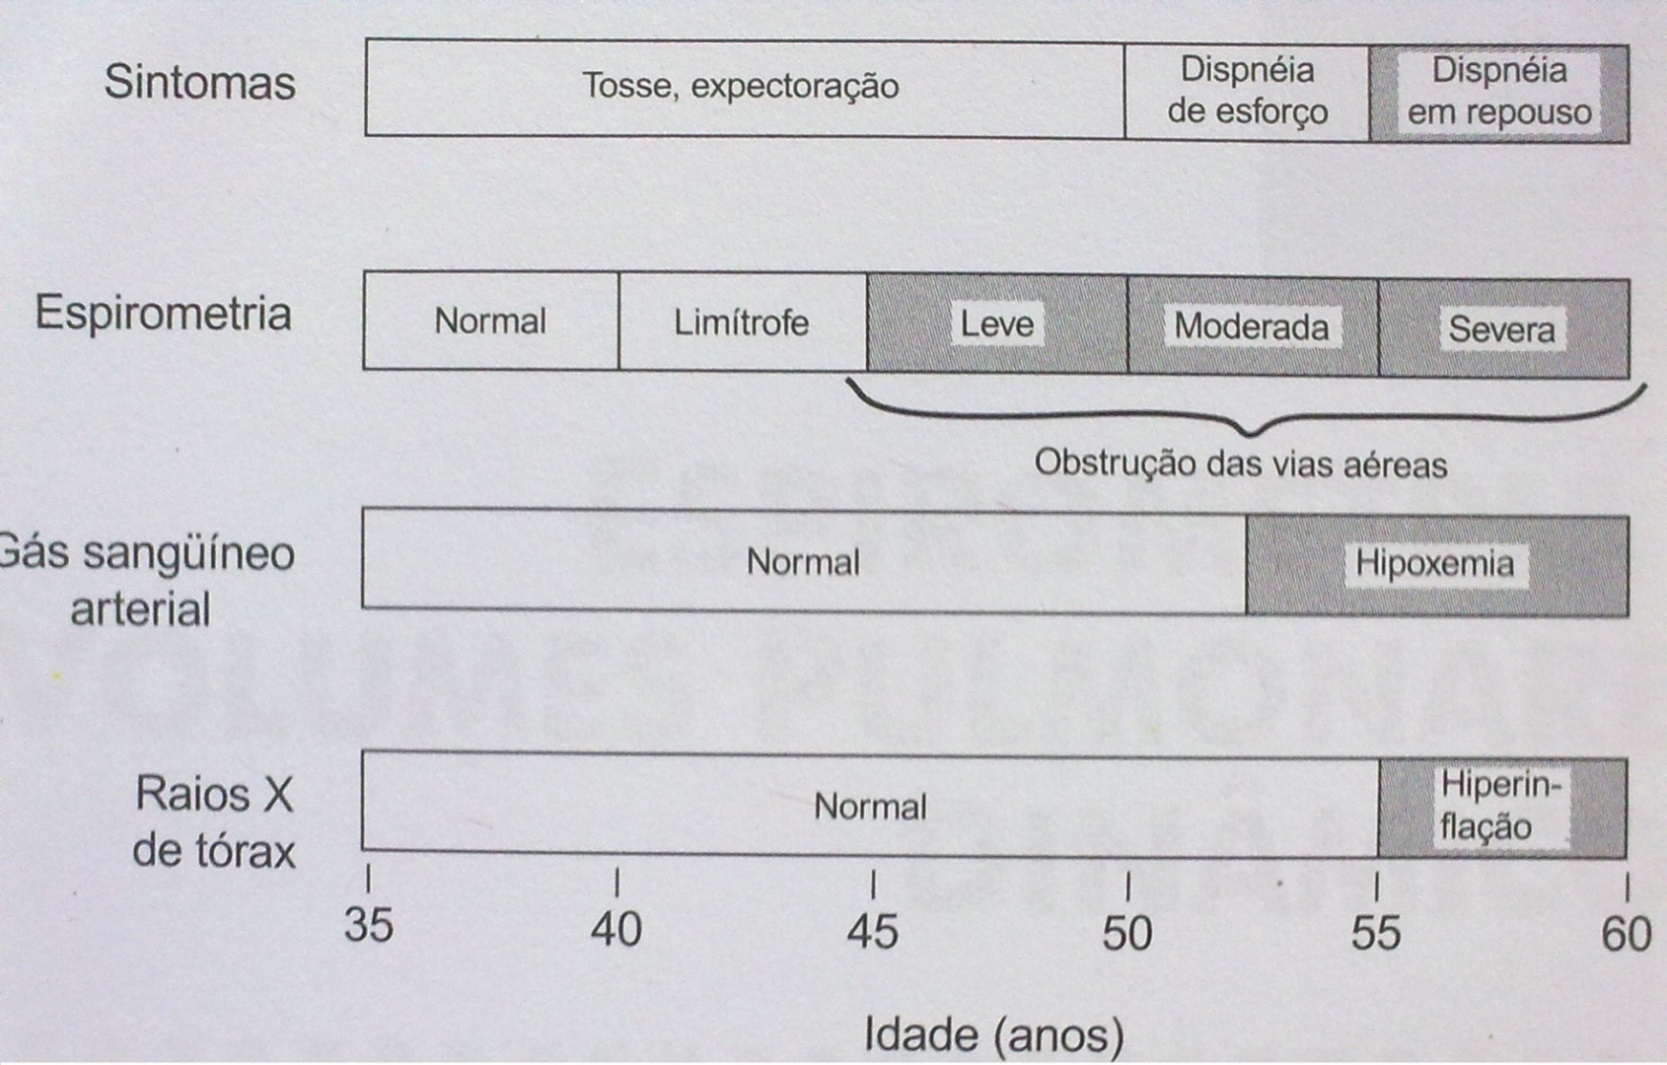 Sintomas
Tosse, expectoração
Dispnéia
de esforço
Dispnéia
em repouso
Espirometria
Normal
Limítrofe
Leve
Moderada
Severa
Obstrução das vias aéreas
Gás sangüíneo
arterial
Normal
Hipoxemia
Raios X
de tórax
Normal
Hiperin-
flação
35
40
45
50
55
60
Idade (anos)